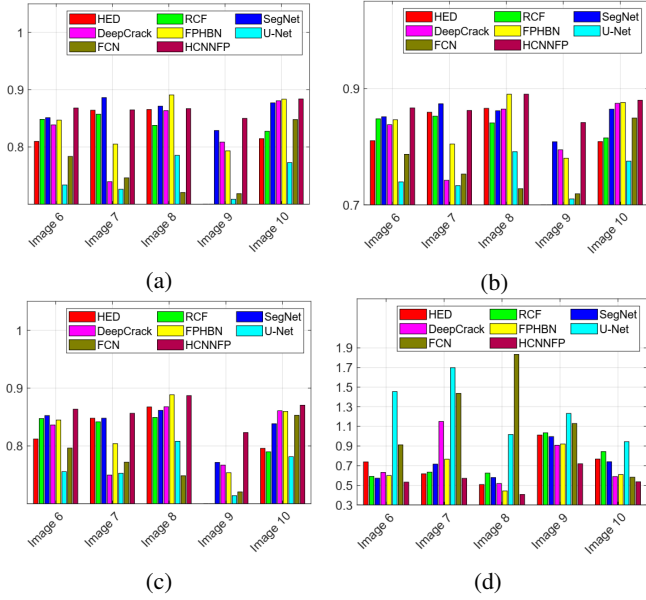 HED RCF SegNet
DeepCrack FPHBN U-Net
FCN HCNNFP
1
0.9
0.8
Image 6 Image 7 Image 8 Image 9 Image 10
(a)
HED RCF SegNet
DeepCrack FPHBN U-Net
FCN HCNNFP
0.9
0.7
Image 6 Image 7 Image 8 Image 9 Image 10
(b)
HED RCF SegNet
DeepCrack FPHBN U-Net
FCN HCNNFP
1
0.9
0.8
Image 6 Image 7 Image 8 Image 9 Image 10
(c)
HED RCF SegNet
DeepCrack FPHBN U-Net
FCN HCNNFP
1.9
1.7
1.5
1.3
1.1
0.9
0.7
0.5
0.3
Image 6 Image 7 Image 8 Image 9 Image 10
(d)